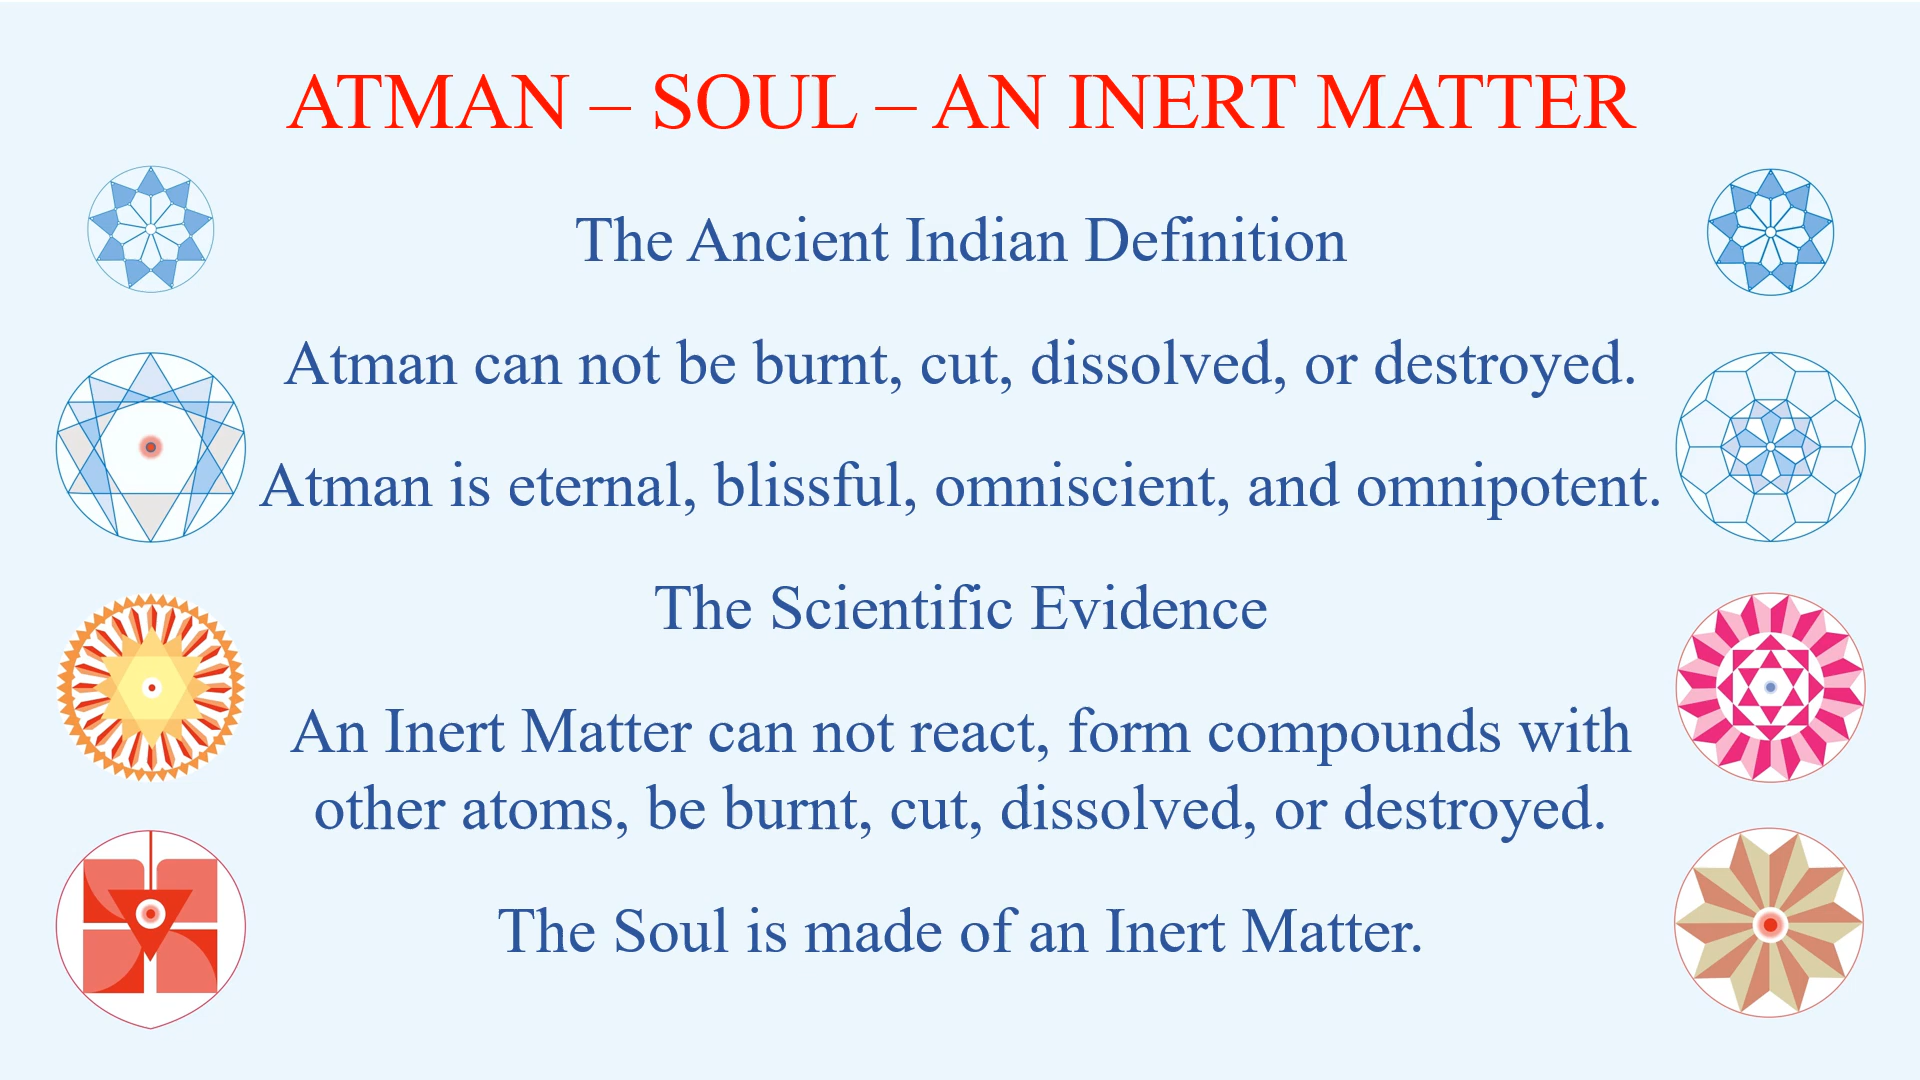 ATMAN – SOUL – AN INERT MATTER
The Ancient Indian Definition
Atman can not be burnt, cut, dissolved, or destroyed.
Atman is eternal, blissful, omniscient, and omnipotent.
The Scientific Evidence
An Inert Matter can not react, form compounds with
other atoms, be burnt, cut, dissolved, or destroyed.
The Soul is made of an Inert Matter.